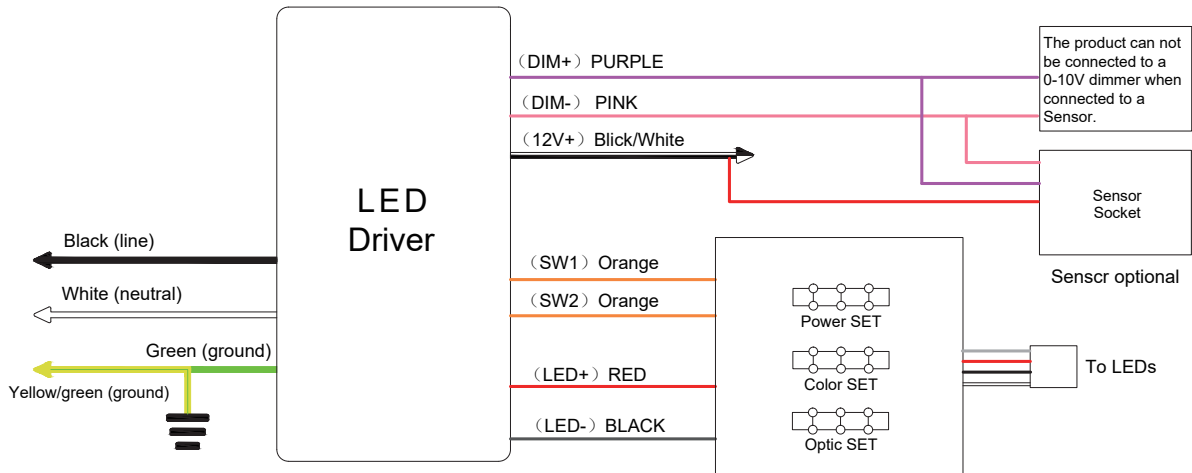 Black (line)
White (neutral)
Green (ground)
Yellow/green (ground)
LED
Driver
（DIM+）PURPLE
（DIM-） PINK
（12V+）Blick/White
（SW1）Orange
（SW2）Orange
（LED+）RED
（LED-）BLACK
The product can not
be connected to a
0-10V dimmer when
connected to a
Sensor.
Sensor
Socket
Senscr optional
Power SET
Color SET
Optic SET
To LEDs